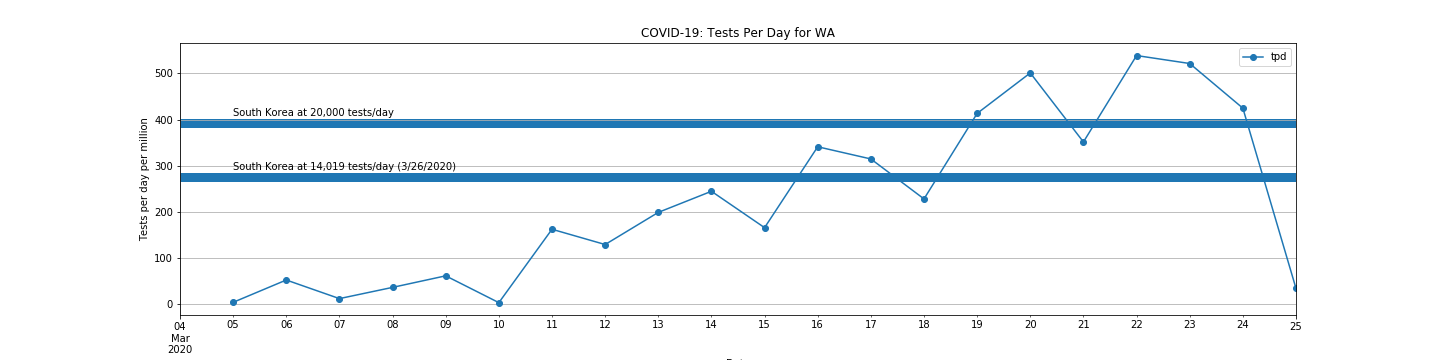 COVID-19: Tests Per Day for WA
tpd
Tests per day per million
500
400
300
200
100
0
South Korea at 20,000 tests/day
South Korea at 14,019 tests/day (3/26/2020)
04 05 06 07 08 09 10 11 12 13 14 15 16 17 18 19 20 21 22 23 24 25
Mar
2020